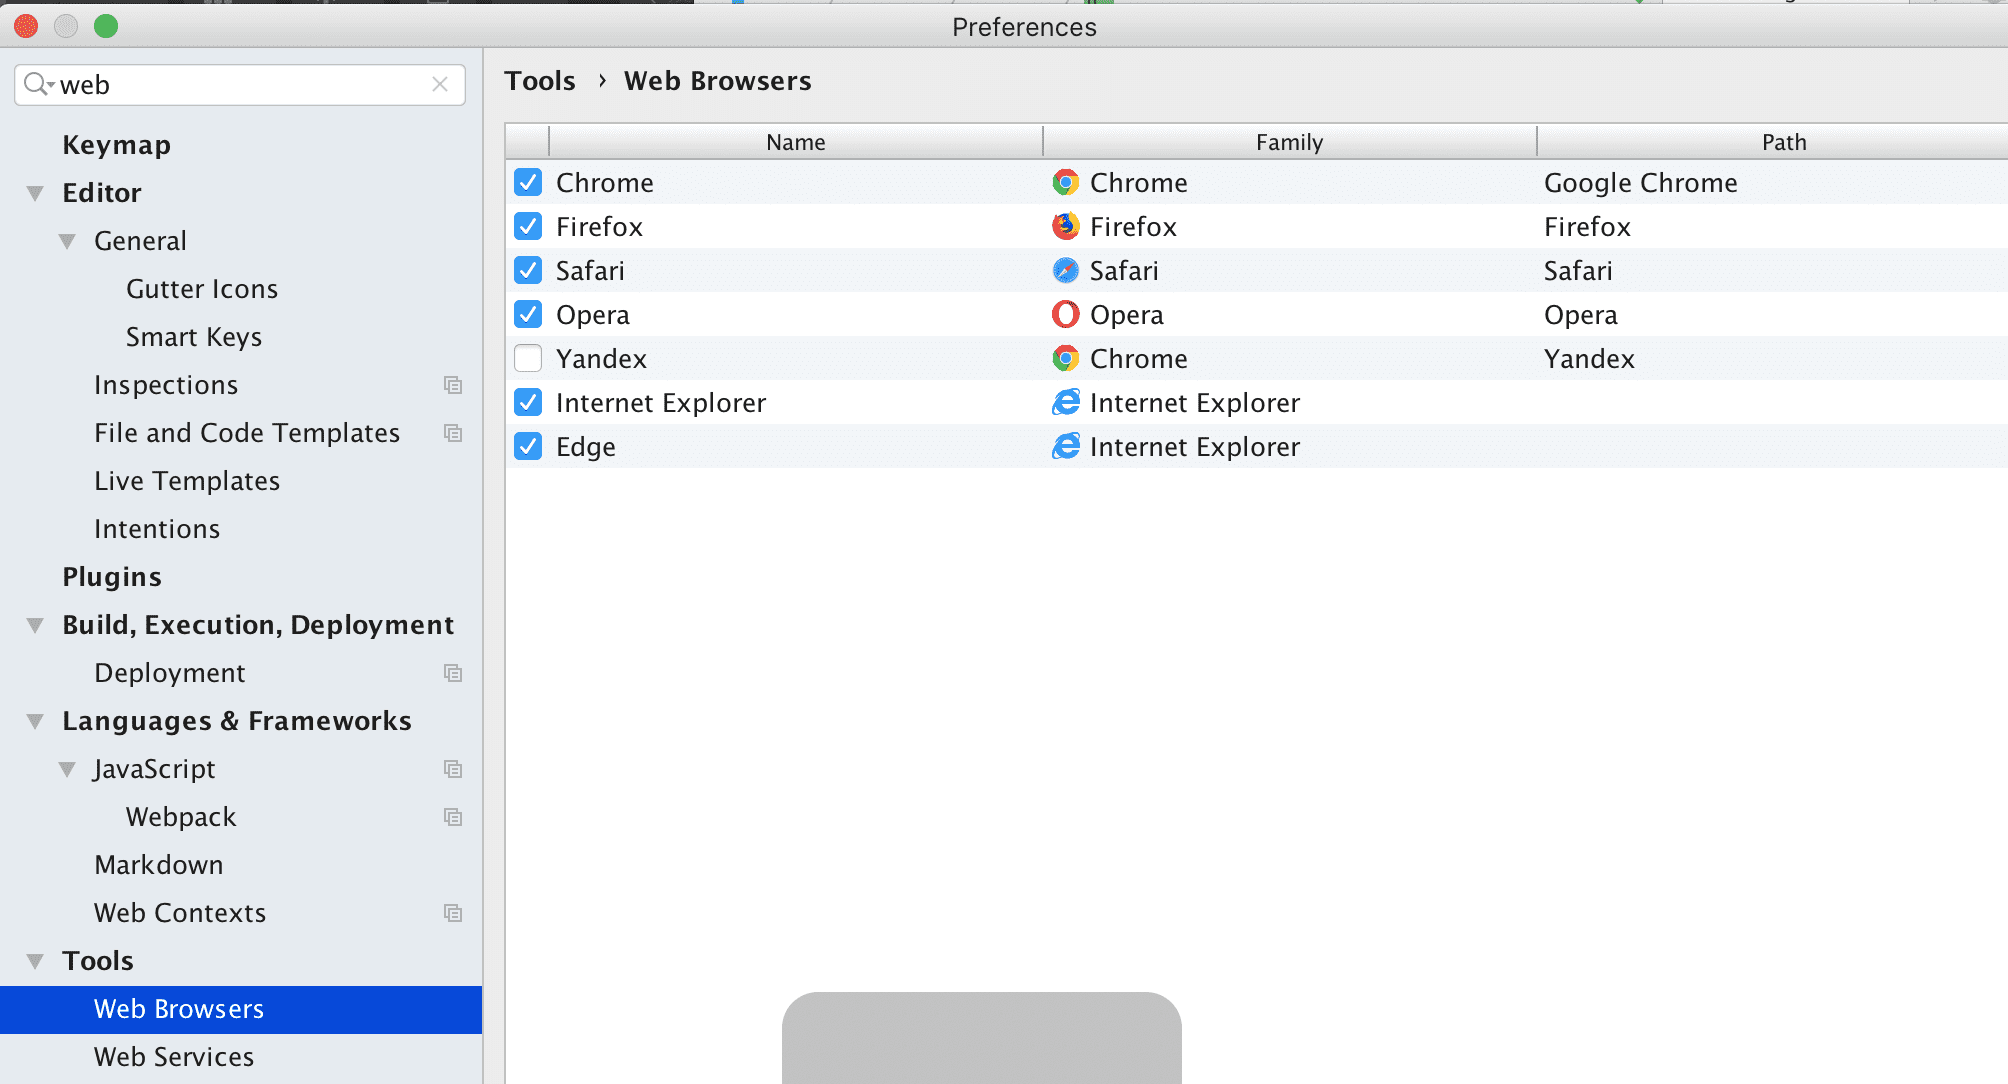 Preferences
web
Keymap
Editor
General
Gutter Icons
Smart Keys
Inspections
File and Code Templates
Live Templates
Intentions
Plugins
Build, Execution, Deployment
Deployment
Languages & Frameworks
JavaScript
Webpack
Markdown
Web Contexts
Tools
Web Browsers
Web Services
Tools › Web Browsers
Name Family Path
Chrome Chrome Google Chrome
Firefox Firefox Firefox
Safari Safari Safari
Opera Opera Opera
Yandex Chrome Yandex
Internet Explorer Internet Explorer
Edge Internet Explorer